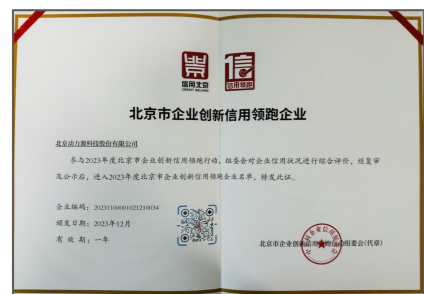 信用北京
CREDIT BEIJING
信用领跑
北京市企业创新信用领跑企业
北京动力源科技股份有限公司
参与2023年度北京市企业创新信用领跑行动，组委会对企业信用状况进行综合评价，经复审
及公示后，进入2023年度北京市企业创新信用领跑企业名单，特发此证。
企业编码：20231100001021210034
颁发日期：2023年12月
有 效 期：一年
北京市企业创新信用领跑行动组委会(代章)